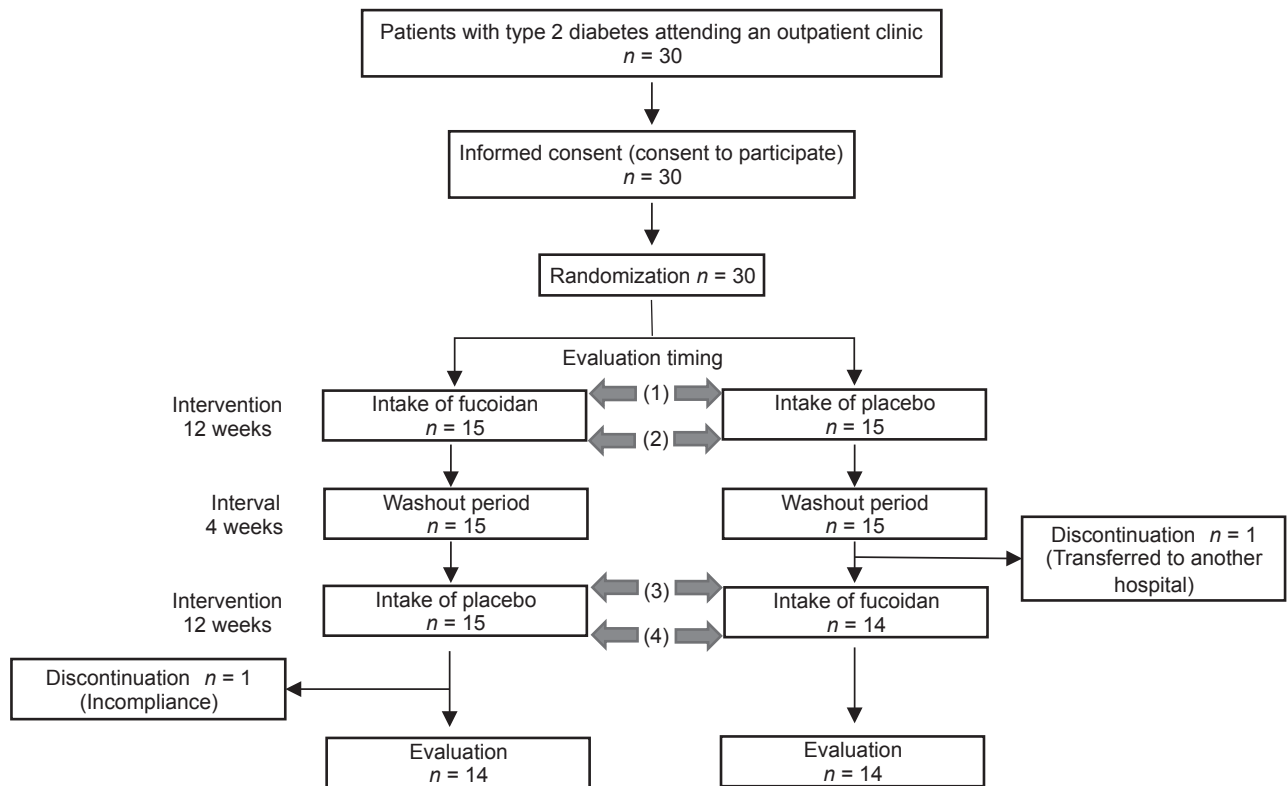 Patients with type 2 diabetes attending an outpatient clinic
n = 30
Informed consent (consent to participate)
n = 30
Randomization n = 30
Evaluation timing
Intervention
12 weeks
Intake of fucoidan
n = 15
(1)
(2)
Intake of placebo
n = 15
Interval
4 weeks
Washout period
n = 15
Washout period
n = 15
Discontinuation n = 1
(Transferred to another
hospital)
Intervention
12 weeks
Intake of placebo
n = 15
(3)
(4)
Intake of fucoidan
n = 14
Discontinuation n = 1
(Incompliance)
Evaluation
n = 14
Evaluation
n = 14